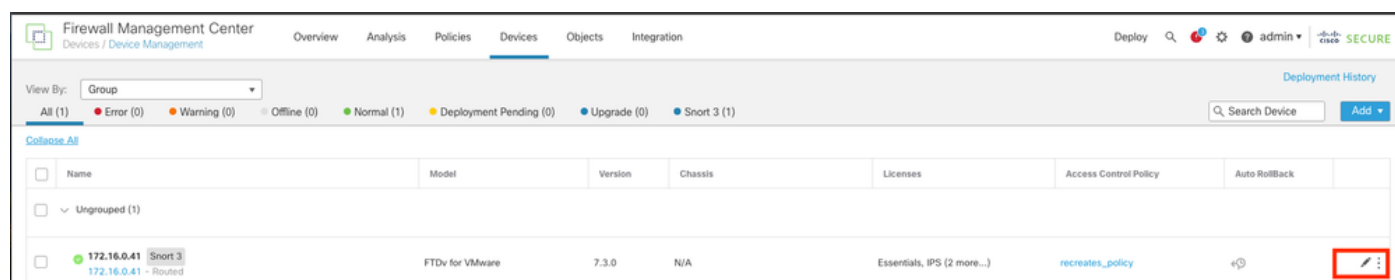 Firewall Management Center
Devices / Device Management
Overview Analysis Policies Devices Objects Integration
Deploy admin cisco SECURE
Deployment History
View By: Group
All (1) Error (0) Warning (0) Offline (0) Normal (1) Deployment Pending (0) Upgrade (0) Snort 3 (1)
Search Device Add
Collapse All
Name Model Version Chassis Licenses Access Control Policy Auto RollBack
Ungrouped (1)
172.16.0.41 Snort 3
172.16.0.41 - Routed
FTDv for VMware 7.3.0 N/A Essentials, IPS (2 more...) recreates_policy